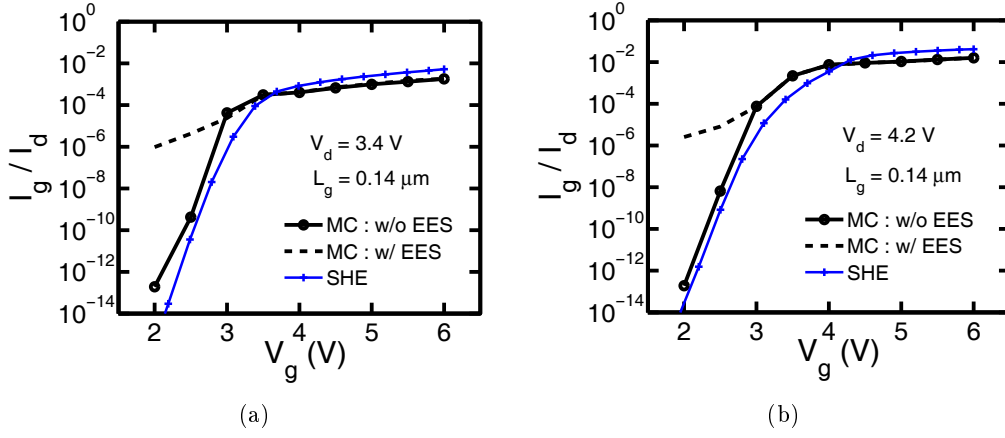 10^0
10^−2
10^−4
10^−6
10^−8
10^−10
10^−12
10^−14
I_g / I_d
V_d = 3.4 V
L_g = 0.14 μm
MC : w/o EES
MC : w/ EES
SHE
2 3 4 5 6
V_g (V)
(a)
10^0
10^−2
10^−4
10^−6
10^−8
10^−10
10^−12
10^−14
I_g / I_d
V_d = 4.2 V
L_g = 0.14 μm
MC : w/o EES
MC : w/ EES
SHE
2 3 4 5 6
V_g (V)
(b)